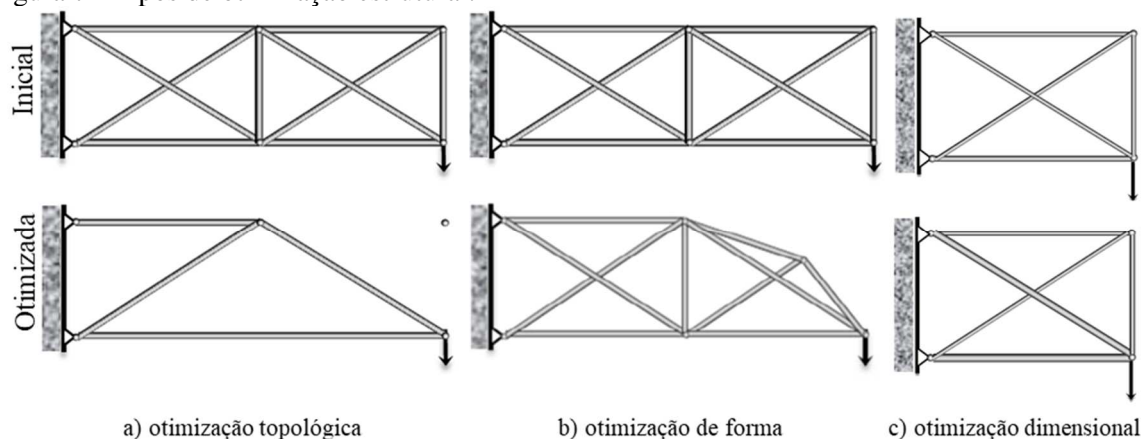 Inicial
Otimizada
a) otimização topológica
b) otimização de forma
c) otimização dimensional